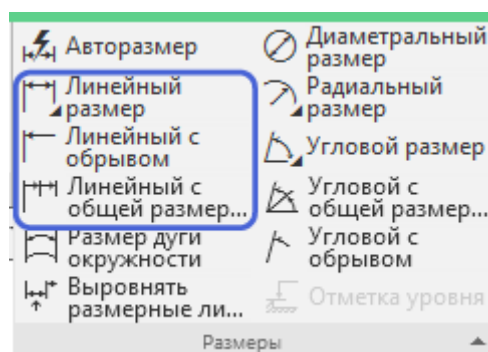 Авторазмер
Линейный
размер
Линейный с
обрывом
Линейный с
общей размер...
Размер дуги
окружности
Выровнять
размерные ли...
Диаметральный
размер
Радиальный
размер
Угловой размер
Угловой с
общей размер...
Угловой с
обрывом
Отметка уровня
Размеры